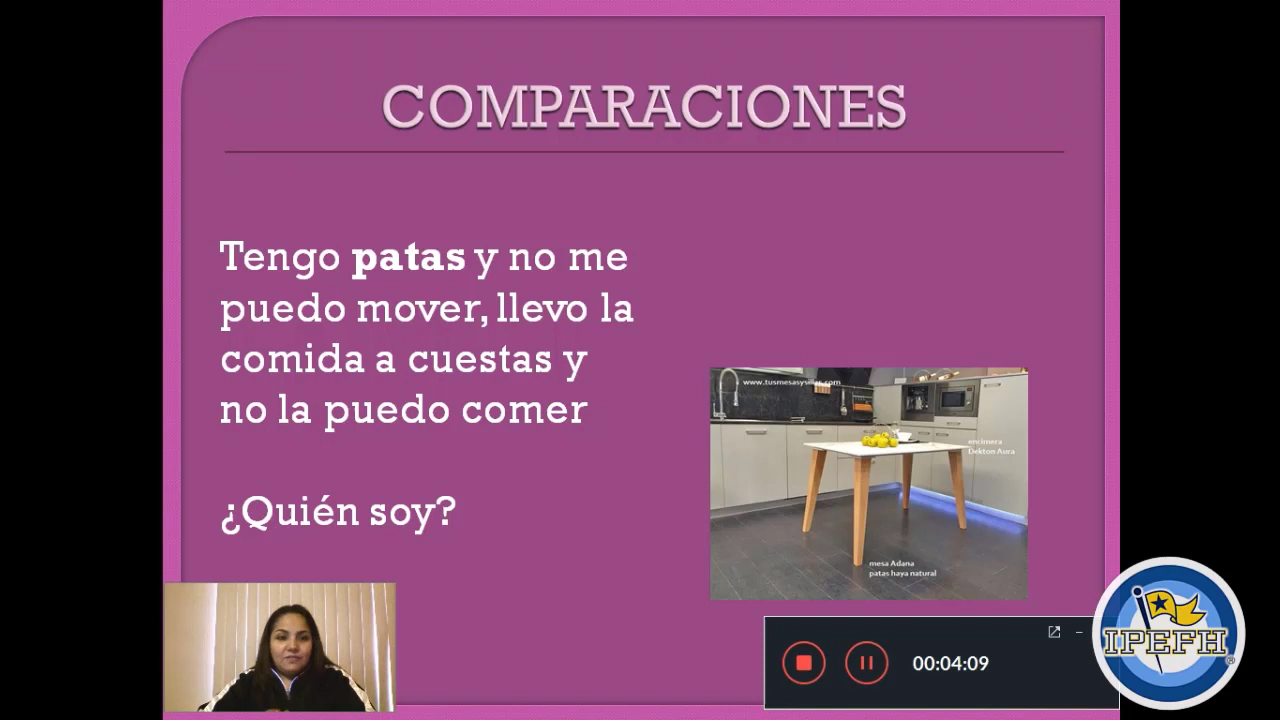 COMPARACIONES
Tengo patas y no me
puedo mover, llevo la
comida a cuestas y
no la puedo comer
¿Quién soy?
www.tusmesasysillas.com
encimera
Dekton Aura
mesa Adana
patas haya natural
00:04:09
IPEFH
®